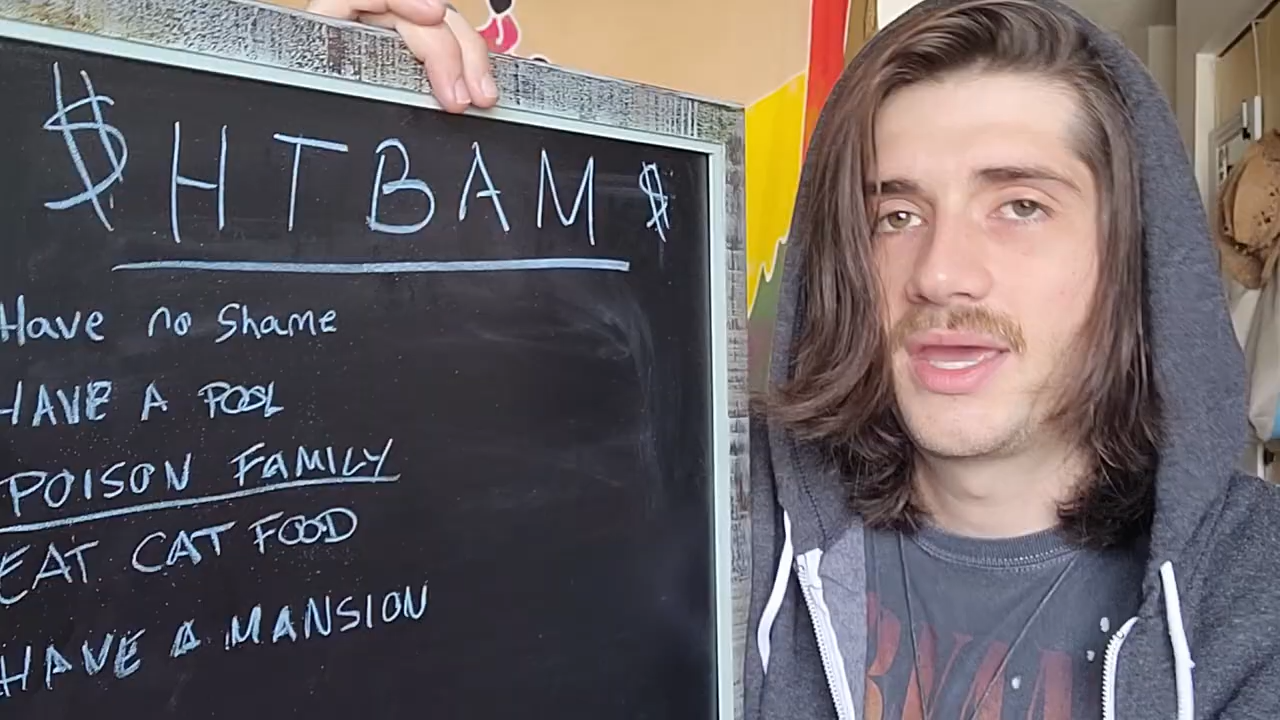 $ HTBAM $
Have no Shame
HAVE A POOL
POISON FAMILY
EAT CAT FOOD
HAVE A MANSION